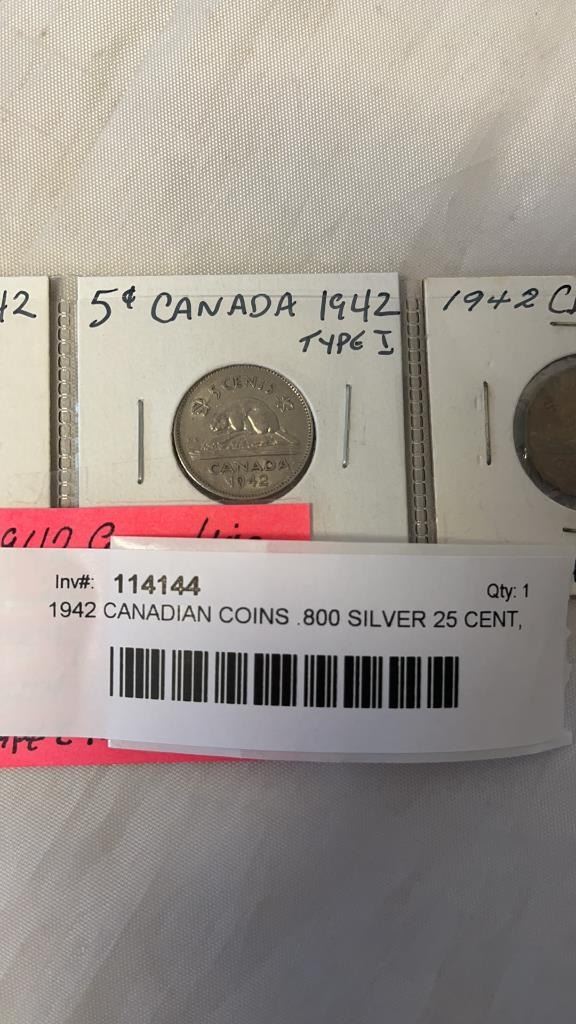 42
5¢ CANADA 1942
TYPE I
1942
5 CENTS
CANADA
1942
Inv#: 114144
Qty: 1
1942 CANADIAN COINS .800 SILVER 25 CENT,